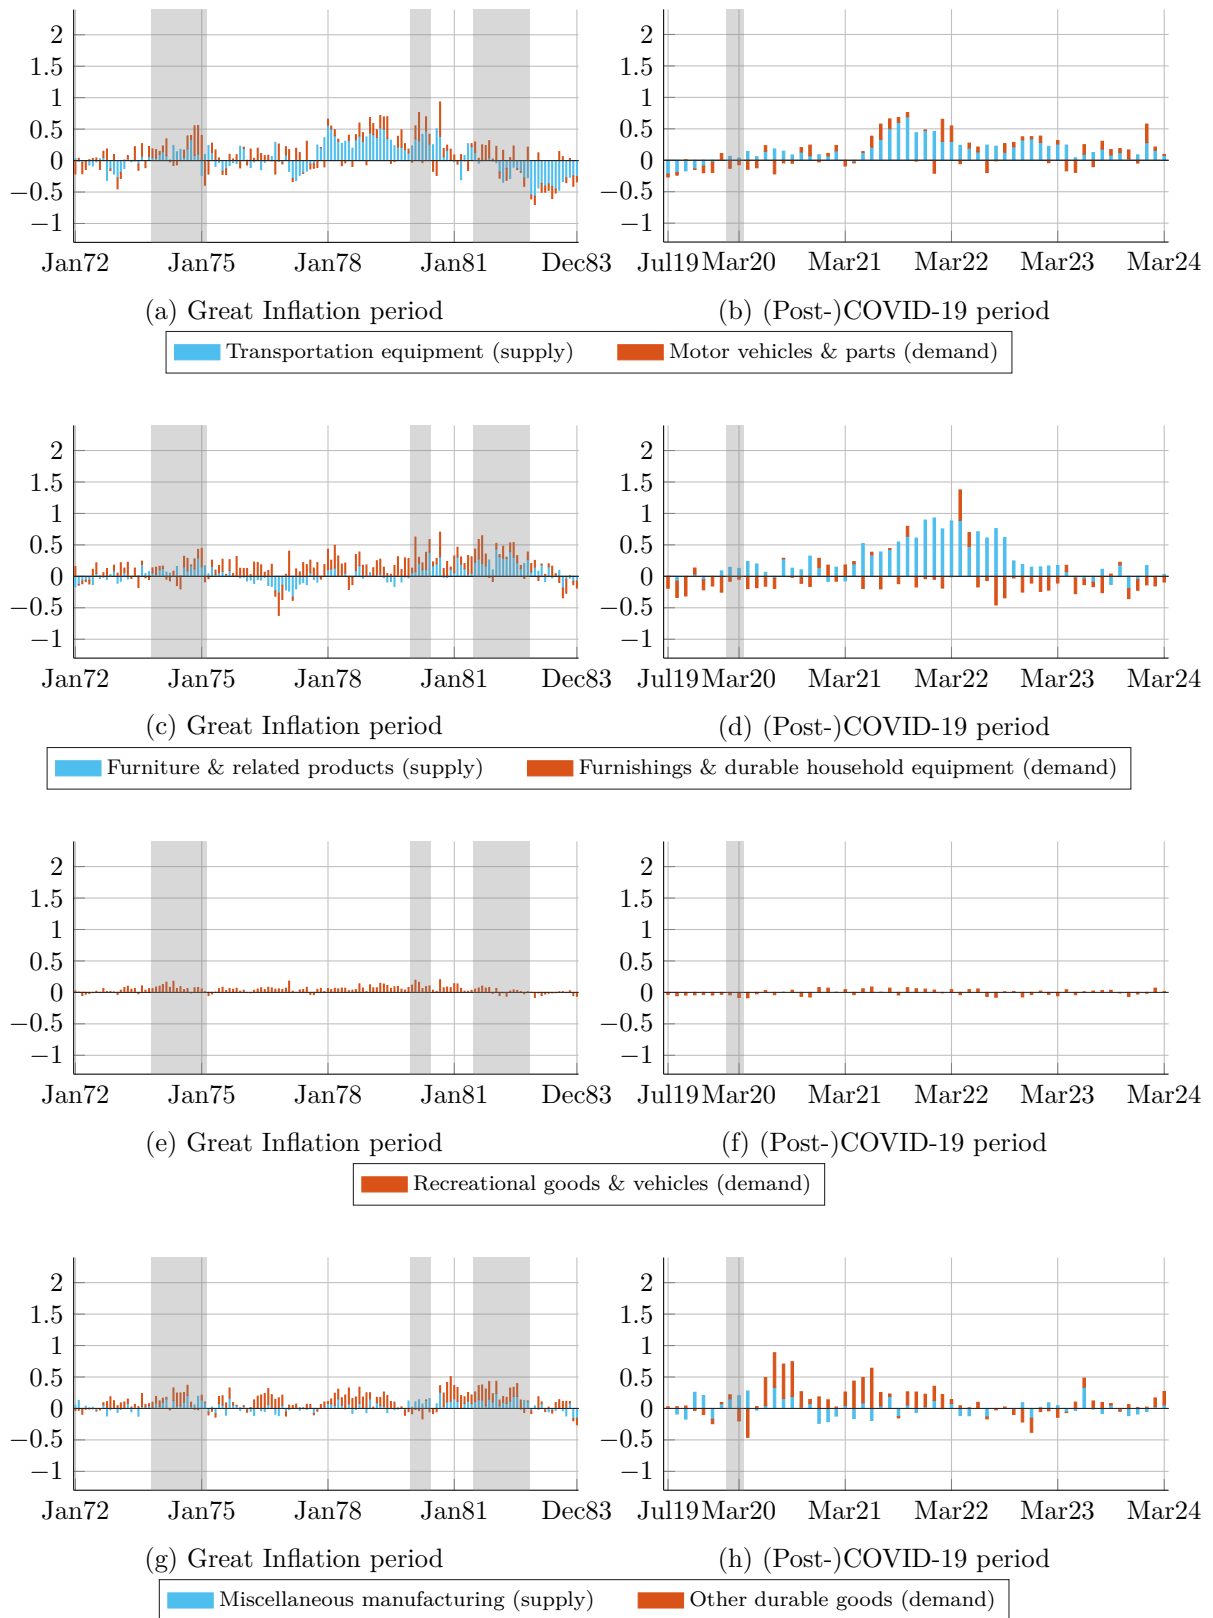 2
1.5
1
0.5
0
−0.5
−1
Jan72 Jan75 Jan78 Jan81 Dec83
(a) Great Inflation period
2
1.5
1
0.5
0
−0.5
−1
Jul19 Mar20 Mar21 Mar22 Mar23 Mar24
(b) (Post-)COVID-19 period
Transportation equipment (supply) Motor vehicles & parts (demand)
2
1.5
1
0.5
0
−0.5
−1
Jan72 Jan75 Jan78 Jan81 Dec83
(c) Great Inflation period
2
1.5
1
0.5
0
−0.5
−1
Jul19 Mar20 Mar21 Mar22 Mar23 Mar24
(d) (Post-)COVID-19 period
Furniture & related products (supply) Furnishings & durable household equipment (demand)
2
1.5
1
0.5
0
−0.5
−1
Jan72 Jan75 Jan78 Jan81 Dec83
(e) Great Inflation period
2
1.5
1
0.5
0
−0.5
−1
Jul19 Mar20 Mar21 Mar22 Mar23 Mar24
(f) (Post-)COVID-19 period
Recreational goods & vehicles (demand)
2
1.5
1
0.5
0
−0.5
−1
Jan72 Jan75 Jan78 Jan81 Dec83
(g) Great Inflation period
2
1.5
1
0.5
0
−0.5
−1
Jul19 Mar20 Mar21 Mar22 Mar23 Mar24
(h) (Post-)COVID-19 period
Miscellaneous manufacturing (supply) Other durable goods (demand)